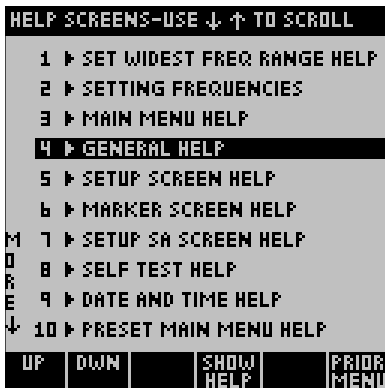 HELP SCREENS-USE ↓ ↑ TO SCROLL
1 ▶ SET WIDEST FREQ RANGE HELP
2 ▶ SETTING FREQUENCIES
3 ▶ MAIN MENU HELP
4 ▶ GENERAL HELP
5 ▶ SETUP SCREEN HELP
6 ▶ MARKER SCREEN HELP
7 ▶ SETUP SA SCREEN HELP
8 ▶ SELF TEST HELP
9 ▶ DATE AND TIME HELP
10 ▶ PRESET MAIN MENU HELP
MORE ↓
UP DWN SHOW HELP PRIOR MENU